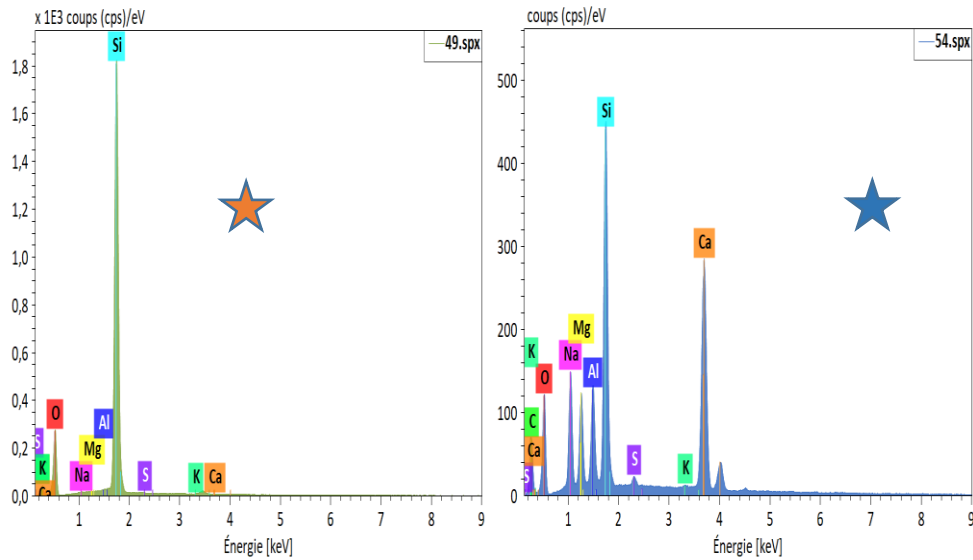 x 1E3 coups (cps)/eV
49.spx
1,8
1,6
1,4
1,2
1,0
0,8
0,6
0,4
0,2
0,0
Si
O
S
K
Ca
Na
Mg
Al
S
K
Ca
1 2 3 4 5 6 7 8 9
Énergie [keV]
coups (cps)/eV
54.spx
500
400
300
200
100
0
Si
Ca
K
Mg
Na
O
Al
C
Ca
S
S
K
1 2 3 4 5 6 7 8 9
Énergie [keV]